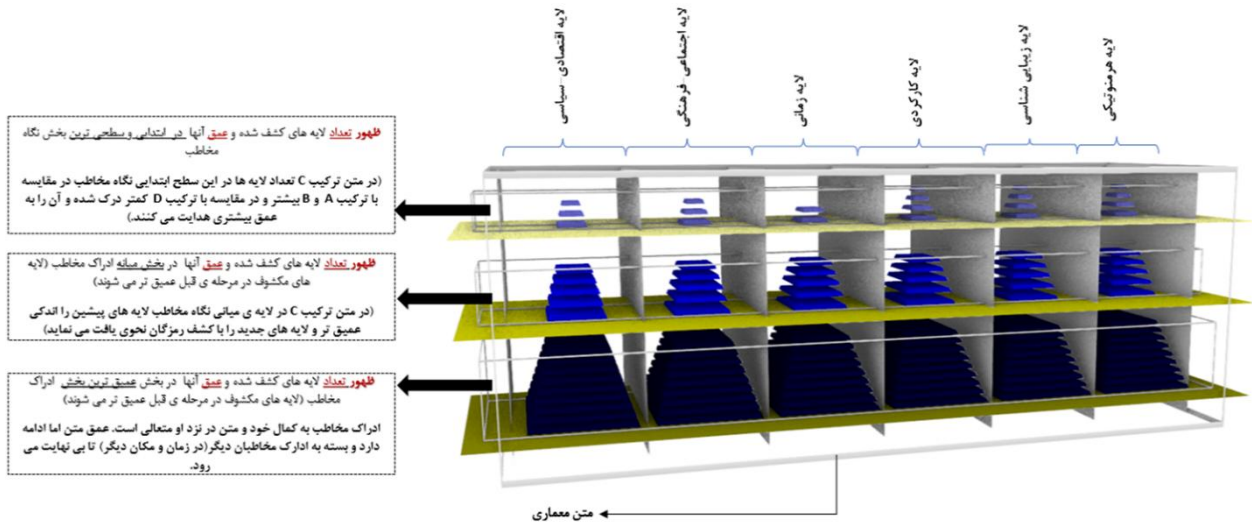 لایه هرمنوتیکی
لایه زیبایی شناسی
لایه کارکردی
لایه زمانی
لایه اجتماعی-فرهنگی
لایه اقتصادی-سیاسی
ظهور تعداد لایه های کشف شده و عمق آنها در ابتدایی و سطحی ترین بخش نگاه
مخاطب
(در متن ترکیب C تعداد لایه ها در این سطح ابتدایی نگاه مخاطب در مقایسه
با ترکیب A و B بیشتر و در مقایسه با ترکیب D کمتر درک شده و آن را به
عمق بیشتری هدایت می کنند.)
ظهور تعداد لایه های کشف شده و عمق آنها در بخش میانه ادراک مخاطب (لایه
های مکشوف در مرحله ی قبل عمیق تر می شوند)
(در متن ترکیب C در لایه ی میانی نگاه مخاطب لایه های پیشین را اندکی
عمیق تر و لایه های جدید را با کشف رمزگان نحوی یافت می نماید)
ظهور تعداد لایه های کشف شده و عمق آنها در بخش عمیق ترین بخش ادراک
مخاطب (لایه های مکشوف در مرحله ی قبل عمیق تر می شوند)
ادراک مخاطب به کمال خود و متن در نزد او متعالی است. عمق متن اما ادامه
دارد و بسته به ادارک مخاطبان دیگر(در زمان و مکان دیگر) تا بی نهایت می
رود.
متن معماری